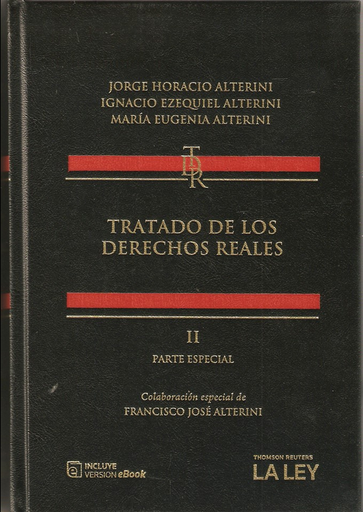 JORGE HORACIO ALTERINI
IGNACIO EZEQUIEL ALTERINI
MARÍA EUGENIA ALTERINI
TDR
TRATADO DE LOS
DERECHOS REALES
II
PARTE ESPECIAL
Colaboración especial de
FRANCISCO JOSÉ ALTERINI
e
INCLUYE
VERSION eBook
THOMSON REUTERS
LA LEY